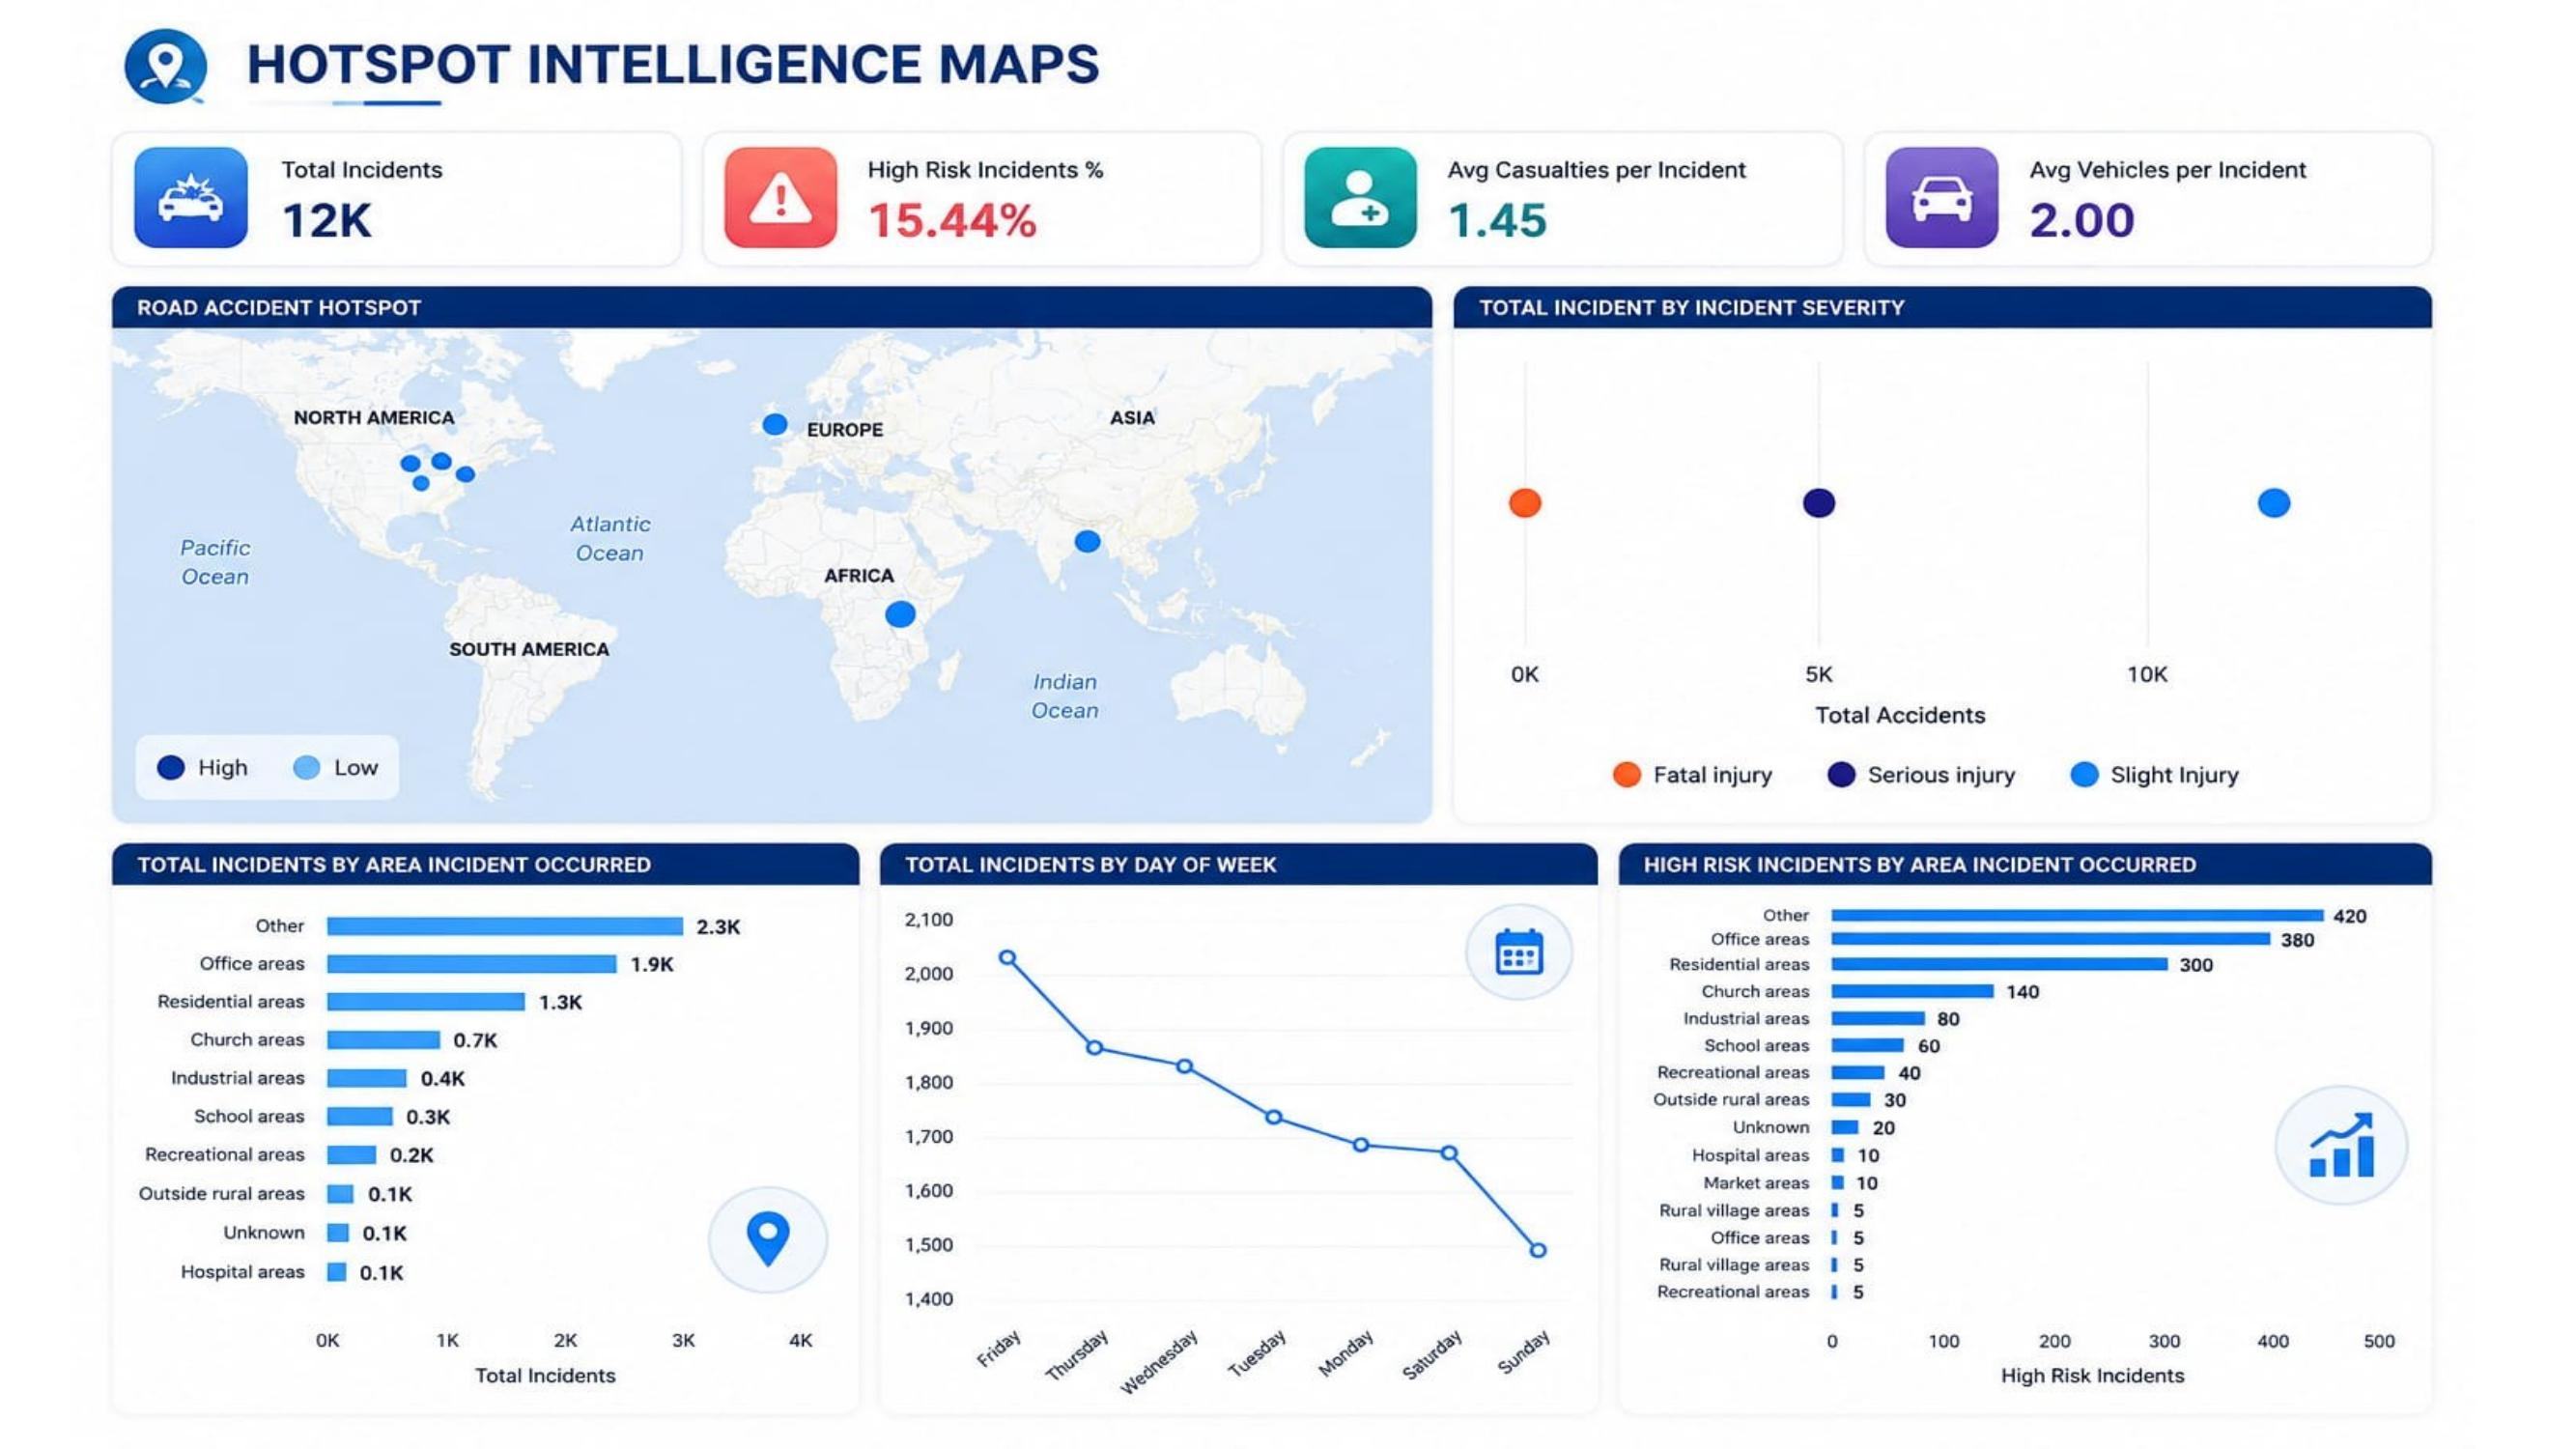 HOTSPOT INTELLIGENCE MAPS
Total Incidents
12K
High Risk Incidents %
15.44%
Avg Casualties per Incident
1.45
Avg Vehicles per Incident
2.00
ROAD ACCIDENT HOTSPOT
NORTH AMERICA
EUROPE
ASIA
Pacific
Ocean
Atlantic
Ocean
AFRICA
SOUTH AMERICA
Indian
Ocean
High
Low
TOTAL INCIDENT BY INCIDENT SEVERITY
0K 5K 10K
Total Accidents
Fatal injury Serious injury Slight Injury
TOTAL INCIDENTS BY AREA INCIDENT OCCURRED
Other 2.3K
Office areas 1.9K
Residential areas 1.3K
Church areas 0.7K
Industrial areas 0.4K
School areas 0.3K
Recreational areas 0.2K
Outside rural areas 0.1K
Unknown 0.1K
Hospital areas 0.1K
0K 1K 2K 3K 4K
Total Incidents
TOTAL INCIDENTS BY DAY OF WEEK
2,100
2,000
1,900
1,800
1,700
1,600
1,500
1,400
Friday Thursday Wednesday Tuesday Monday Saturday Sunday
HIGH RISK INCIDENTS BY AREA INCIDENT OCCURRED
Other 420
Office areas 380
Residential areas 300
Church areas 140
Industrial areas 80
School areas 60
Recreational areas 40
Outside rural areas 30
Unknown 20
Hospital areas 10
Market areas 10
Rural village areas 5
Office areas 5
Rural village areas 5
Recreational areas 5
0 100 200 300 400 500
High Risk Incidents